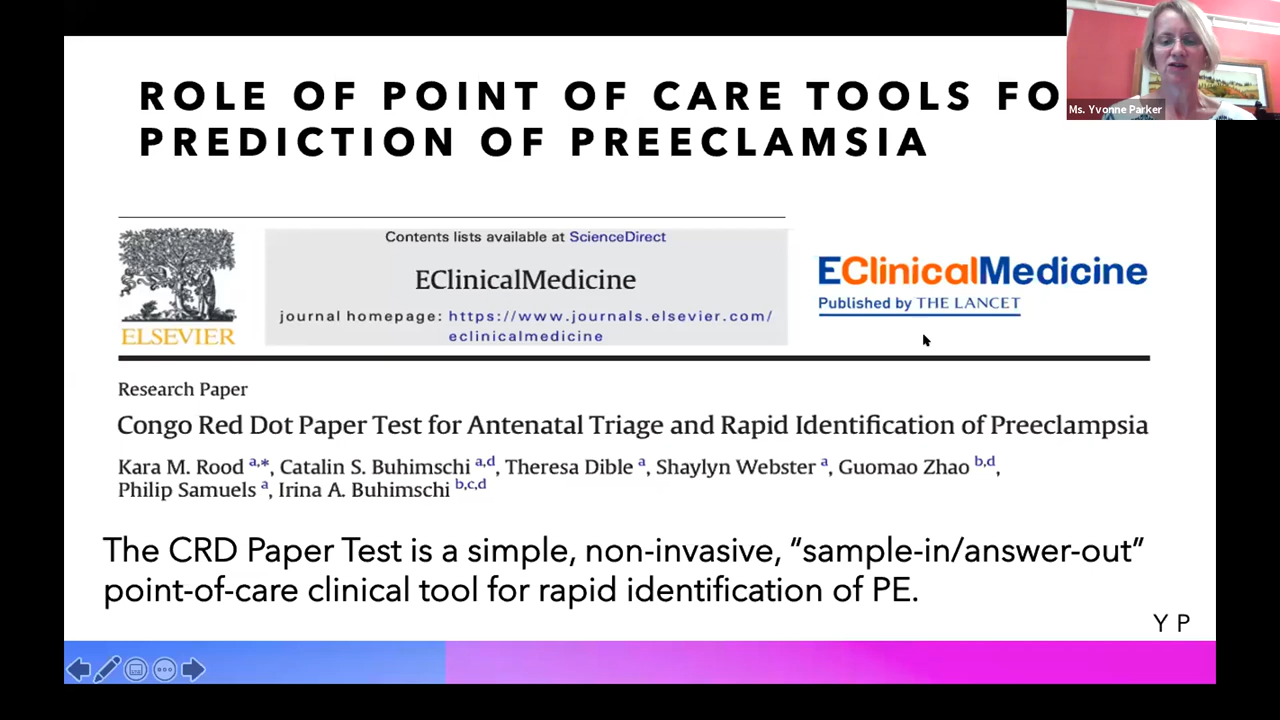 ROLE OF POINT OF CARE TOOLS FO
PREDICTION OF PREECLAMSIA
Ms. Yvonne Parker
Contents lists available at ScienceDirect
EClinicalMedicine
journal homepage: https://www.journals.elsevier.com/
eclinicalmedicine
ELSEVIER
EClinicalMedicine
Published by THE LANCET
Research Paper
Congo Red Dot Paper Test for Antenatal Triage and Rapid Identification of Preeclampsia
Kara M. Rood a,*, Catalin S. Buhimschi a,d, Theresa Dible a, Shaylyn Webster a, Guomao Zhao b,d,
Philip Samuels a, Irina A. Buhimschi b,c,d
The CRD Paper Test is a simple, non-invasive, “sample-in/answer-out”
point-of-care clinical tool for rapid identification of PE.
Y P